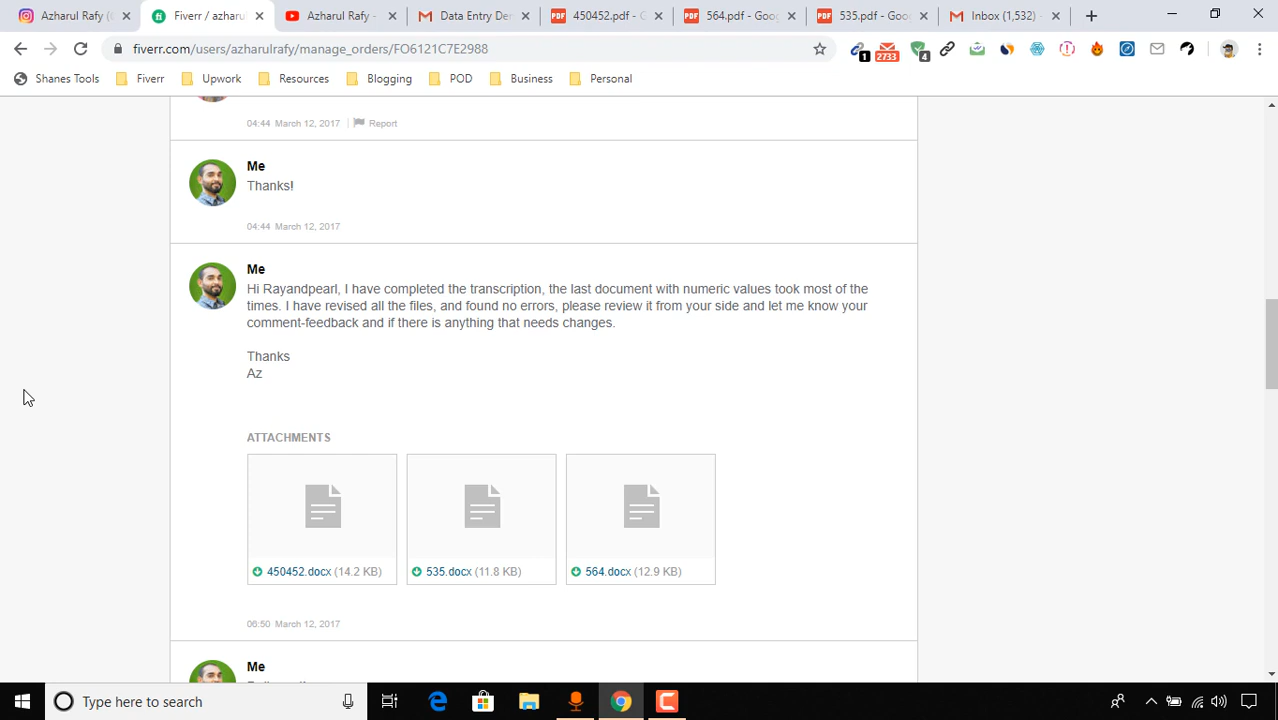 Azharul Rafy (
Fiverr / azharu
Azharul Rafy -
Data Entry Der
450452.pdf - G
564.pdf - Goog
535.pdf - Goog
Inbox (1,532) -
fiverr.com/users/azharulrafy/manage_orders/FO6121C7E2988
1
2733
4
Shanes Tools
Fiverr
Upwork
Resources
Blogging
POD
Business
Personal
04:44 March 12, 2017
Report
Me
Thanks!
04:44 March 12, 2017
Me
Hi Rayandpearl, I have completed the transcription, the last document with numeric values took most of the
times. I have revised all the files, and found no errors, please review it from your side and let me know your
comment-feedback and if there is anything that needs changes.
Thanks
Az
ATTACHMENTS
450452.docx (14.2 KB)
535.docx (11.8 KB)
564.docx (12.9 KB)
06:50 March 12, 2017
Me
Type here to search